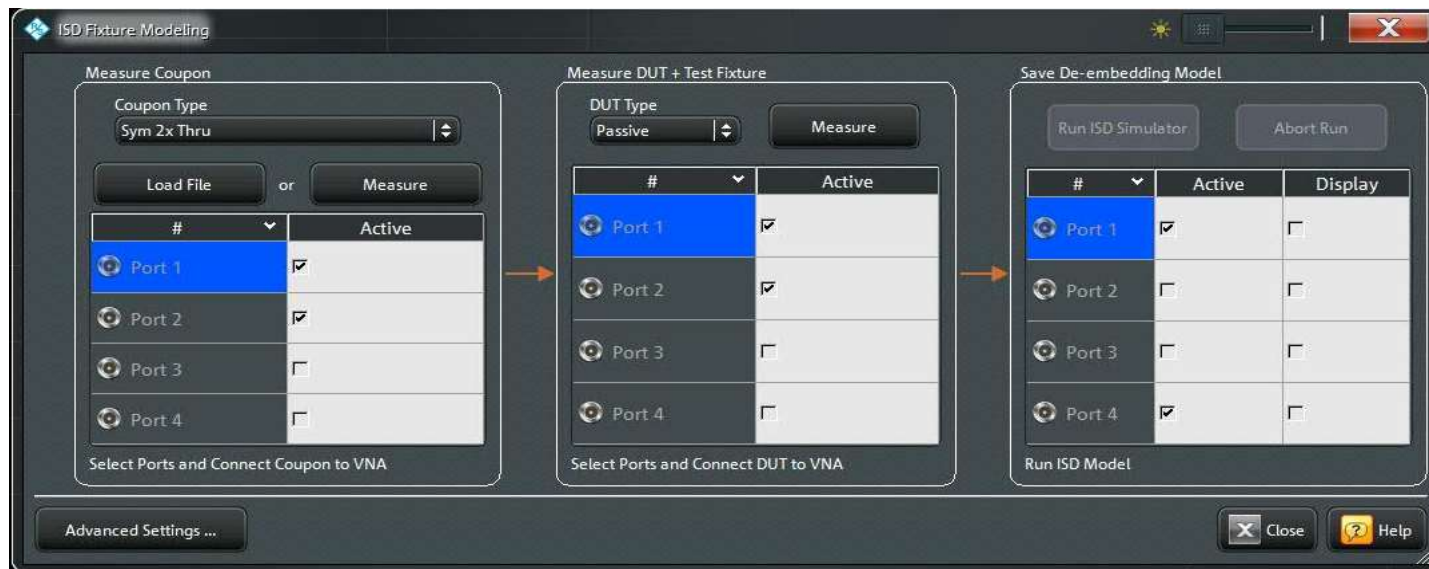 ISD Fixture Modeling
Measure Coupon
Coupon Type
Sym 2x Thru
Load File or Measure
# Active
Port 1
Port 2
Port 3
Port 4
Select Ports and Connect Coupon to VNA
Measure DUT + Test Fixture
DUT Type
Passive Measure
# Active
Port 1
Port 2
Port 3
Port 4
Select Ports and Connect DUT to VNA
Save De-embedding Model
Run ISD Simulator Abort Run
# Active Display
Port 1
Port 2
Port 3
Port 4
Run ISD Model
Advanced Settings ... Close Help